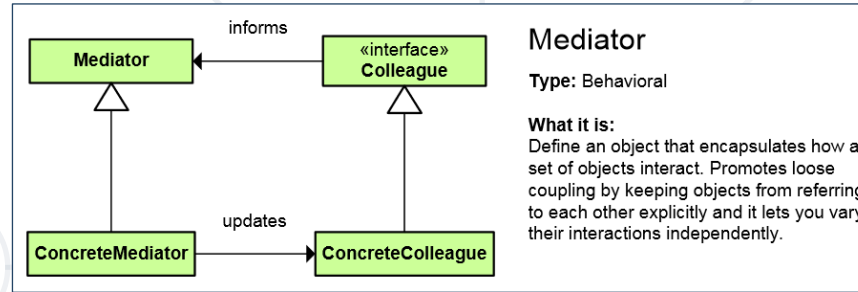 informs
Mediator
«interface»
Colleague
updates
ConcreteMediator
ConcreteColleague
Mediator
Type: Behavioral
What it is:
Define an object that encapsulates how a
set of objects interact. Promotes loose
coupling by keeping objects from referring
to each other explicitly and it lets you vary
their interactions independently.